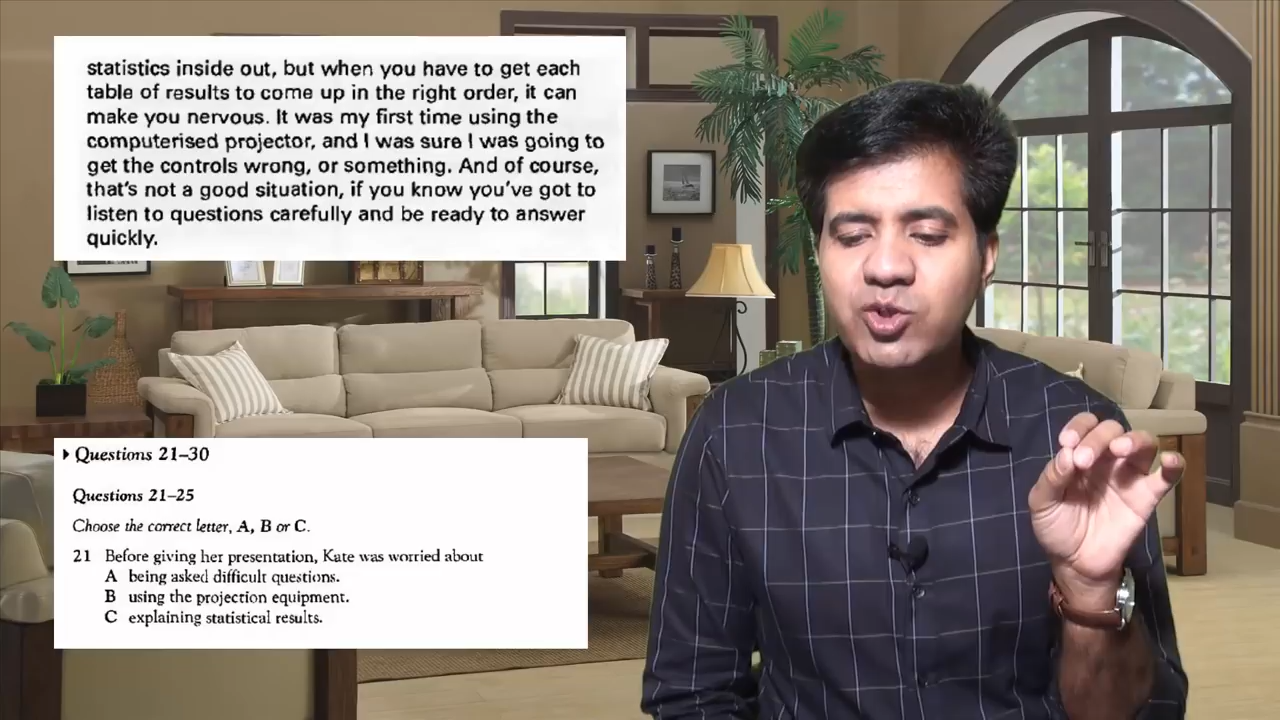 statistics inside out, but when you have to get each
table of results to come up in the right order, it can
make you nervous. It was my first time using the
computerised projector, and I was sure I was going to
get the controls wrong, or something. And of course,
that's not a good situation, if you know you've got to
listen to questions carefully and be ready to answer
quickly.
Questions 21–30
Questions 21–25
Choose the correct letter, A, B or C.
21 Before giving her presentation, Kate was worried about
A being asked difficult questions.
B using the projection equipment.
C explaining statistical results.